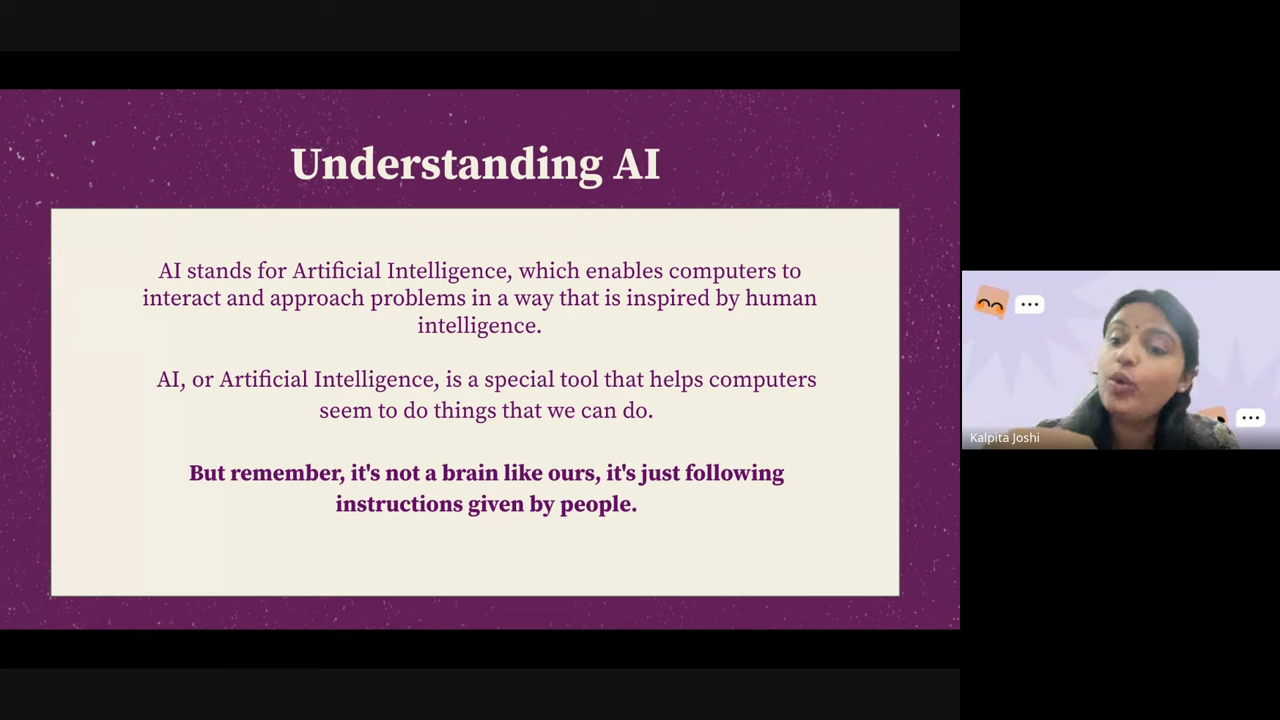 Understanding AI
AI stands for Artificial Intelligence, which enables computers to
interact and approach problems in a way that is inspired by human
intelligence.
AI, or Artificial Intelligence, is a special tool that helps computers
seem to do things that we can do.
But remember, it's not a brain like ours, it's just following
instructions given by people.
Kalpita Joshi